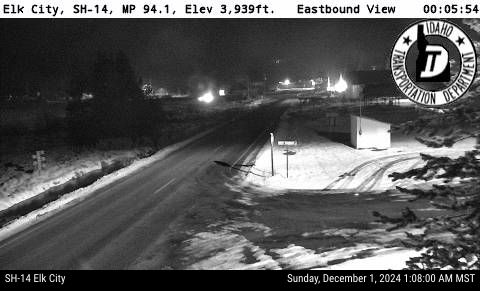 Elk City, SH-14, MP 94.1, Elev 3,939ft. Eastbound View 00:05:54
IDAHO
TRANSPORTATION DEPARTMENT
SH-14 Elk City Sunday, December 1, 2024 1:08:00 AM MST